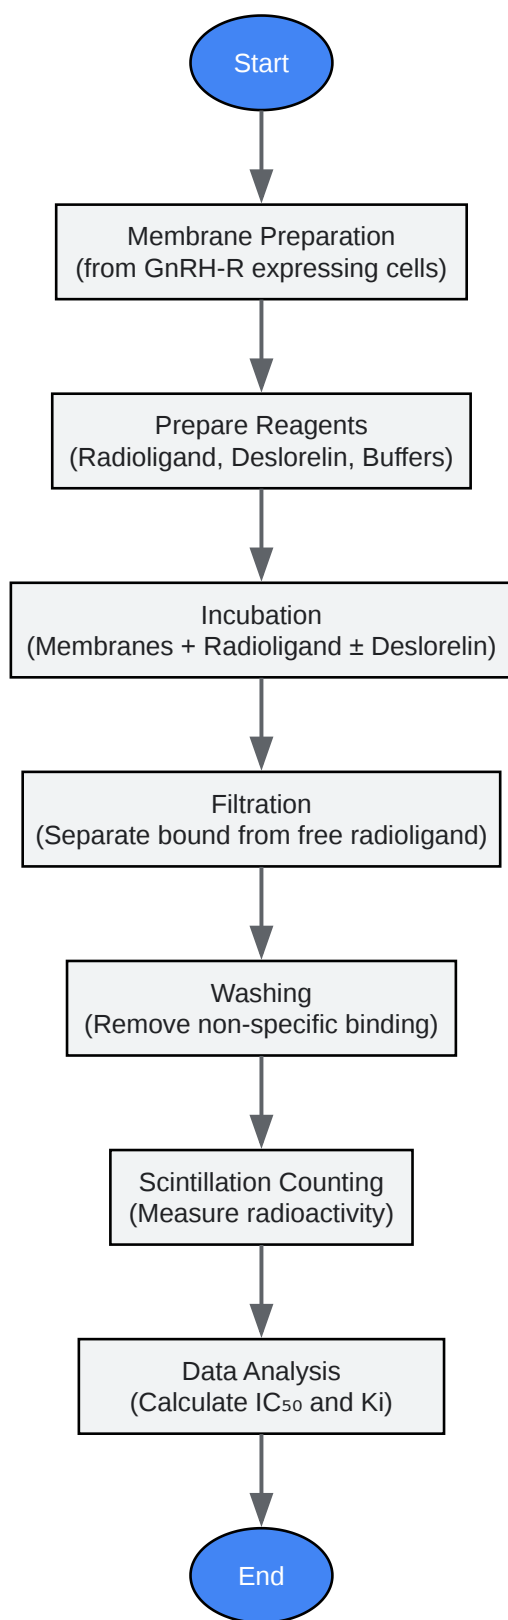 Start
Membrane Preparation
(from GnRH-R expressing cells)
Prepare Reagents
(Radioligand, Deslorelin, Buffers)
Incubation
(Membranes + Radioligand ± Deslorelin)
Filtration
(Separate bound from free radioligand)
Washing
(Remove non-specific binding)
Scintillation Counting
(Measure radioactivity)
Data Analysis
(Calculate IC₅₀ and Ki)
End